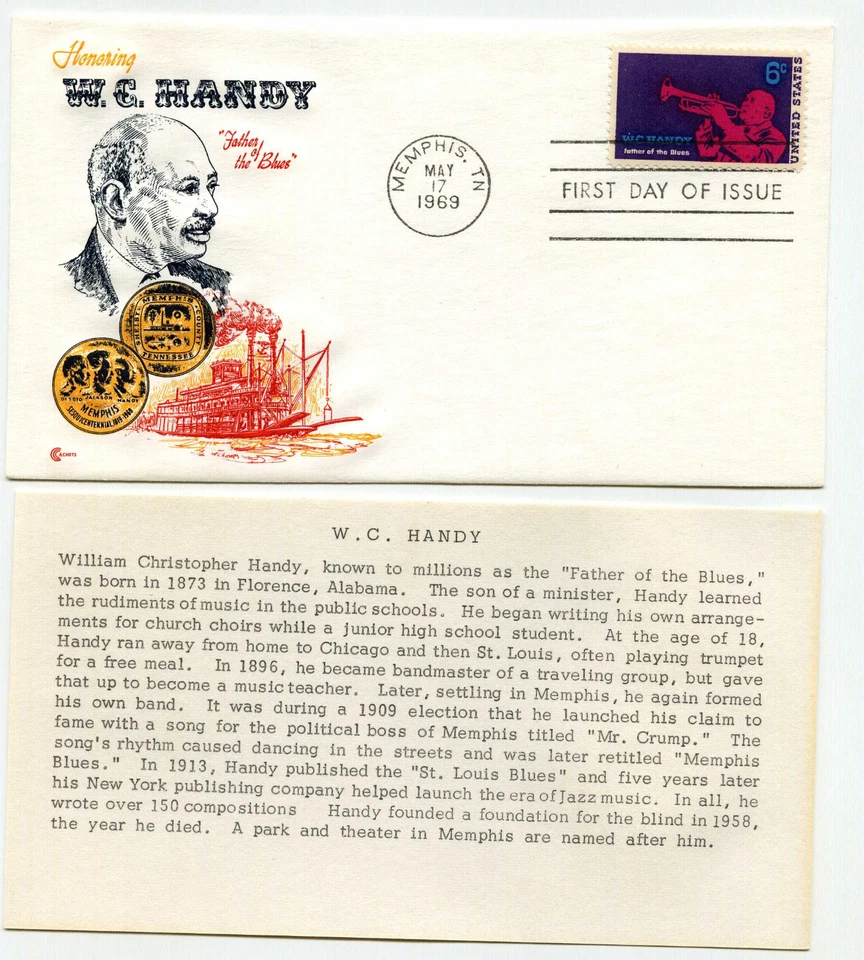 Honoring
W. C. HANDY
"Father
of
the Blues"
MEMPHIS, TN
MAY
17
1969
6c
UNITED STATES
W.C. HANDY
Father of the Blues
FIRST DAY OF ISSUE
MEMPHIS
SHELBY COUNTY
TENNESSEE
DESOTO JACKSON HANDY
MEMPHIS
SESQUICENTENNIAL 1819 1969
CACHETS
W.C. HANDY
William Christopher Handy, known to millions as the "Father of the Blues,"
was born in 1873 in Florence, Alabama. The son of a minister, Handy learned
the rudiments of music in the public schools. He began writing his own arrange-
ments for church choirs while a junior high school student. At the age of 18,
Handy ran away from home to Chicago and then St. Louis, often playing trumpet
for a free meal. In 1896, he became bandmaster of a traveling group, but gave
that up to become a music teacher. Later, settling in Memphis, he again formed
his own band. It was during a 1909 election that he launched his claim to
fame with a song for the political boss of Memphis titled "Mr. Crump." The
song's rhythm caused dancing in the streets and was later retitled "Memphis
Blues." In 1913, Handy published the "St. Louis Blues" and five years later
his New York publishing company helped launch the era of Jazz music. In all, he
wrote over 150 compositions Handy founded a foundation for the blind in 1958,
the year he died. A park and theater in Memphis are named after him.